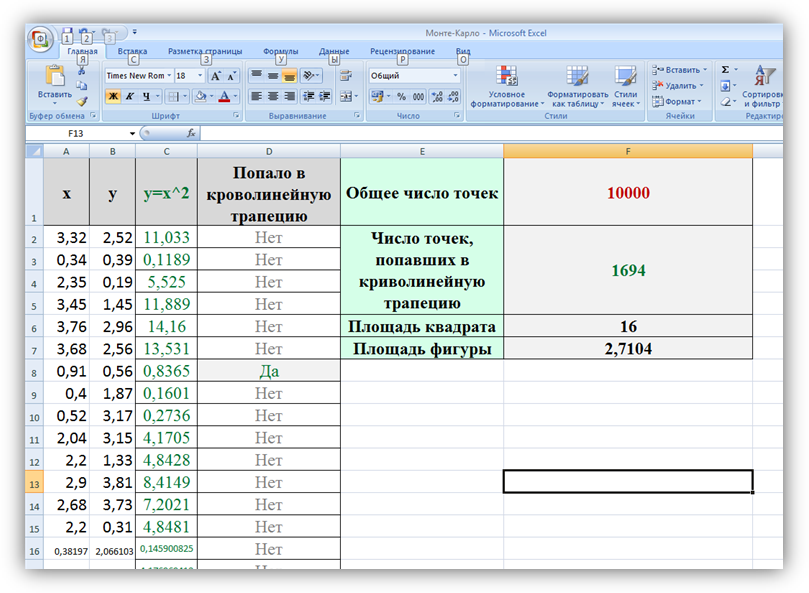 Монте-Карло - Microsoft Excel
1 2 3
Главная Вставка Разметка страницы Формулы Данные Рецензирование Вид
Я С З У Ы Р О
Вставить
Times New Rom 18
Ж К Ч
Общий
% 000
Условное форматирование
Форматировать как таблицу
Стили ячеек
Вставить
Удалить
Формат
Σ
Сортировк
и фильтр
Буфер обмена Шрифт Выравнивание Число Стили Ячейки Редактиро
F13 fx
A B C D E F
1 x y y=x^2 Попало в кроволинейную трапецию Общее число точек 10000
2 3,32 2,52 11,033 Нет Число точек, попавших в криволинейную трапецию 1694
3 0,34 0,39 0,1189 Нет
4 2,35 0,19 5,525 Нет
5 3,45 1,45 11,889 Нет
6 3,76 2,96 14,16 Нет Площадь квадрата 16
7 3,68 2,56 13,531 Нет Площадь фигуры 2,7104
8 0,91 0,56 0,8365 Да
9 0,4 1,87 0,1601 Нет
10 0,52 3,17 0,2736 Нет
11 2,04 3,15 4,1705 Нет
12 2,2 1,33 4,8428 Нет
13 2,9 3,81 8,4149 Нет
14 2,68 3,73 7,2021 Нет
15 2,2 0,31 4,8481 Нет
16 0,38197 2,066103 0,145900825 Нет